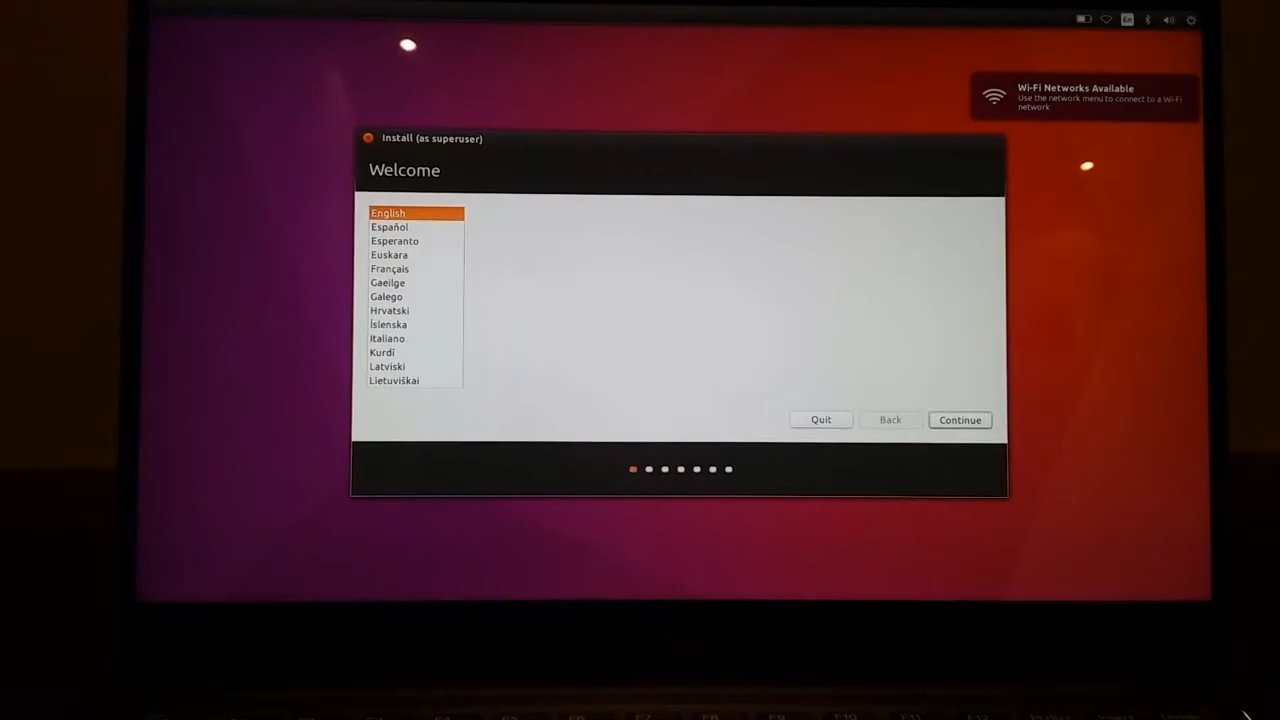 En
Wi-Fi Networks Available
Use the network menu to connect to a Wi-Fi
network
Install (as superuser)
Welcome
English
Español
Esperanto
Euskara
Français
Gaeilge
Galego
Hrvatski
Íslenska
Italiano
Kurdî
Latviski
Lietuviškai
Quit
Back
Continue